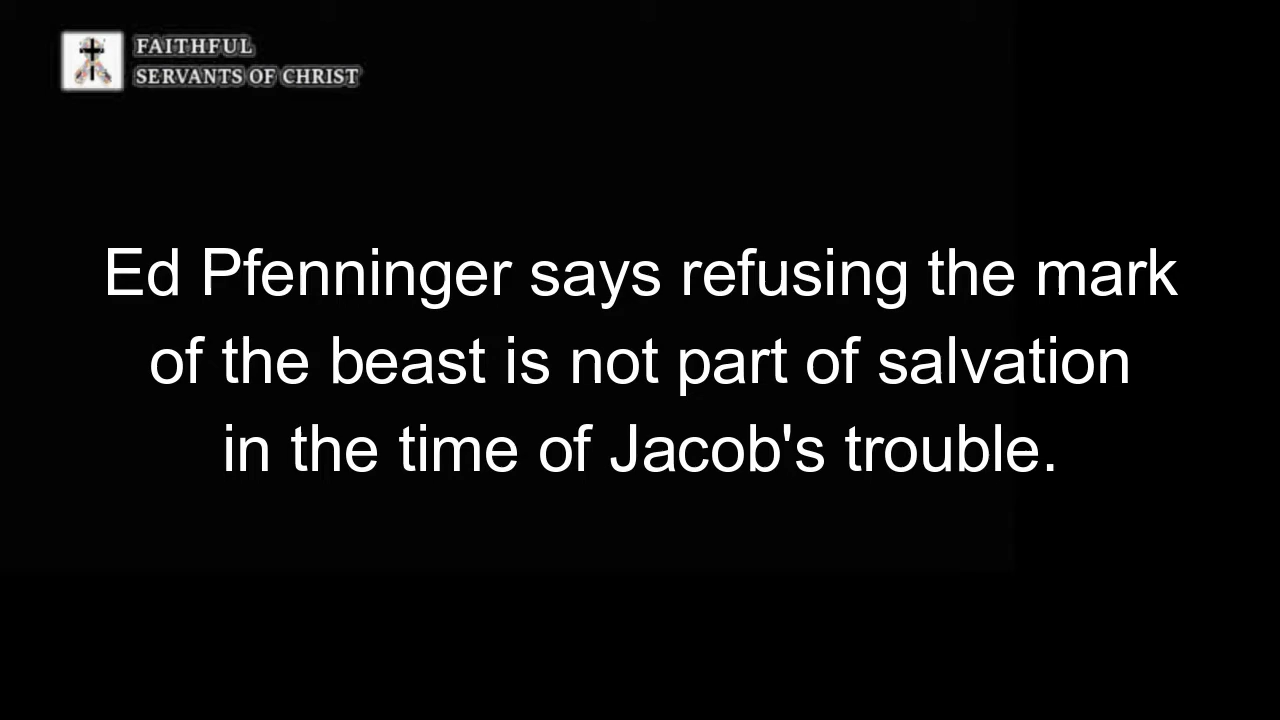 FAITHFUL
SERVANTS OF CHRIST
Ed Pfenninger says refusing the mark
of the beast is not part of salvation
in the time of Jacob's trouble.